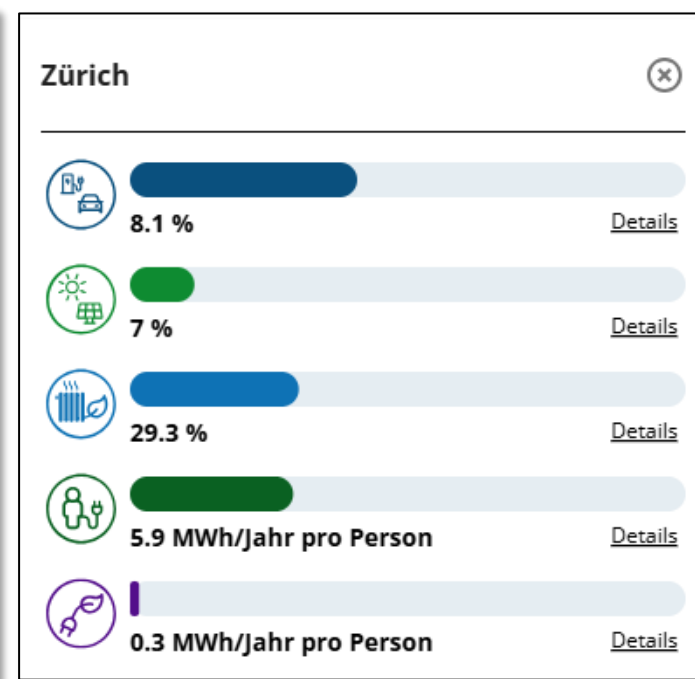 Zürich
8.1 %
Details
7 %
Details
29.3 %
Details
5.9 MWh/Jahr pro Person
Details
0.3 MWh/Jahr pro Person
Details